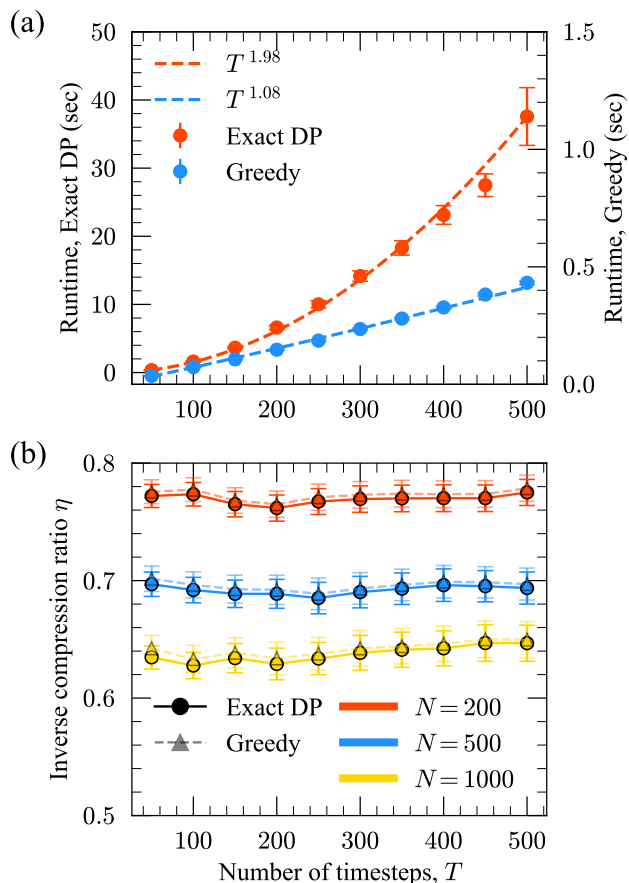 (a)
50
40
30
20
10
0
Runtime, Exact DP (sec)
1.5
1.0
0.5
0.0
Runtime, Greedy (sec)
T^1.98
T^1.08
Exact DP
Greedy
100 200 300 400 500
(b)
0.8
0.7
0.6
0.5
Inverse compression ratio η
Exact DP
Greedy
N = 200
N = 500
N = 1000
100 200 300 400 500
Number of timesteps, T